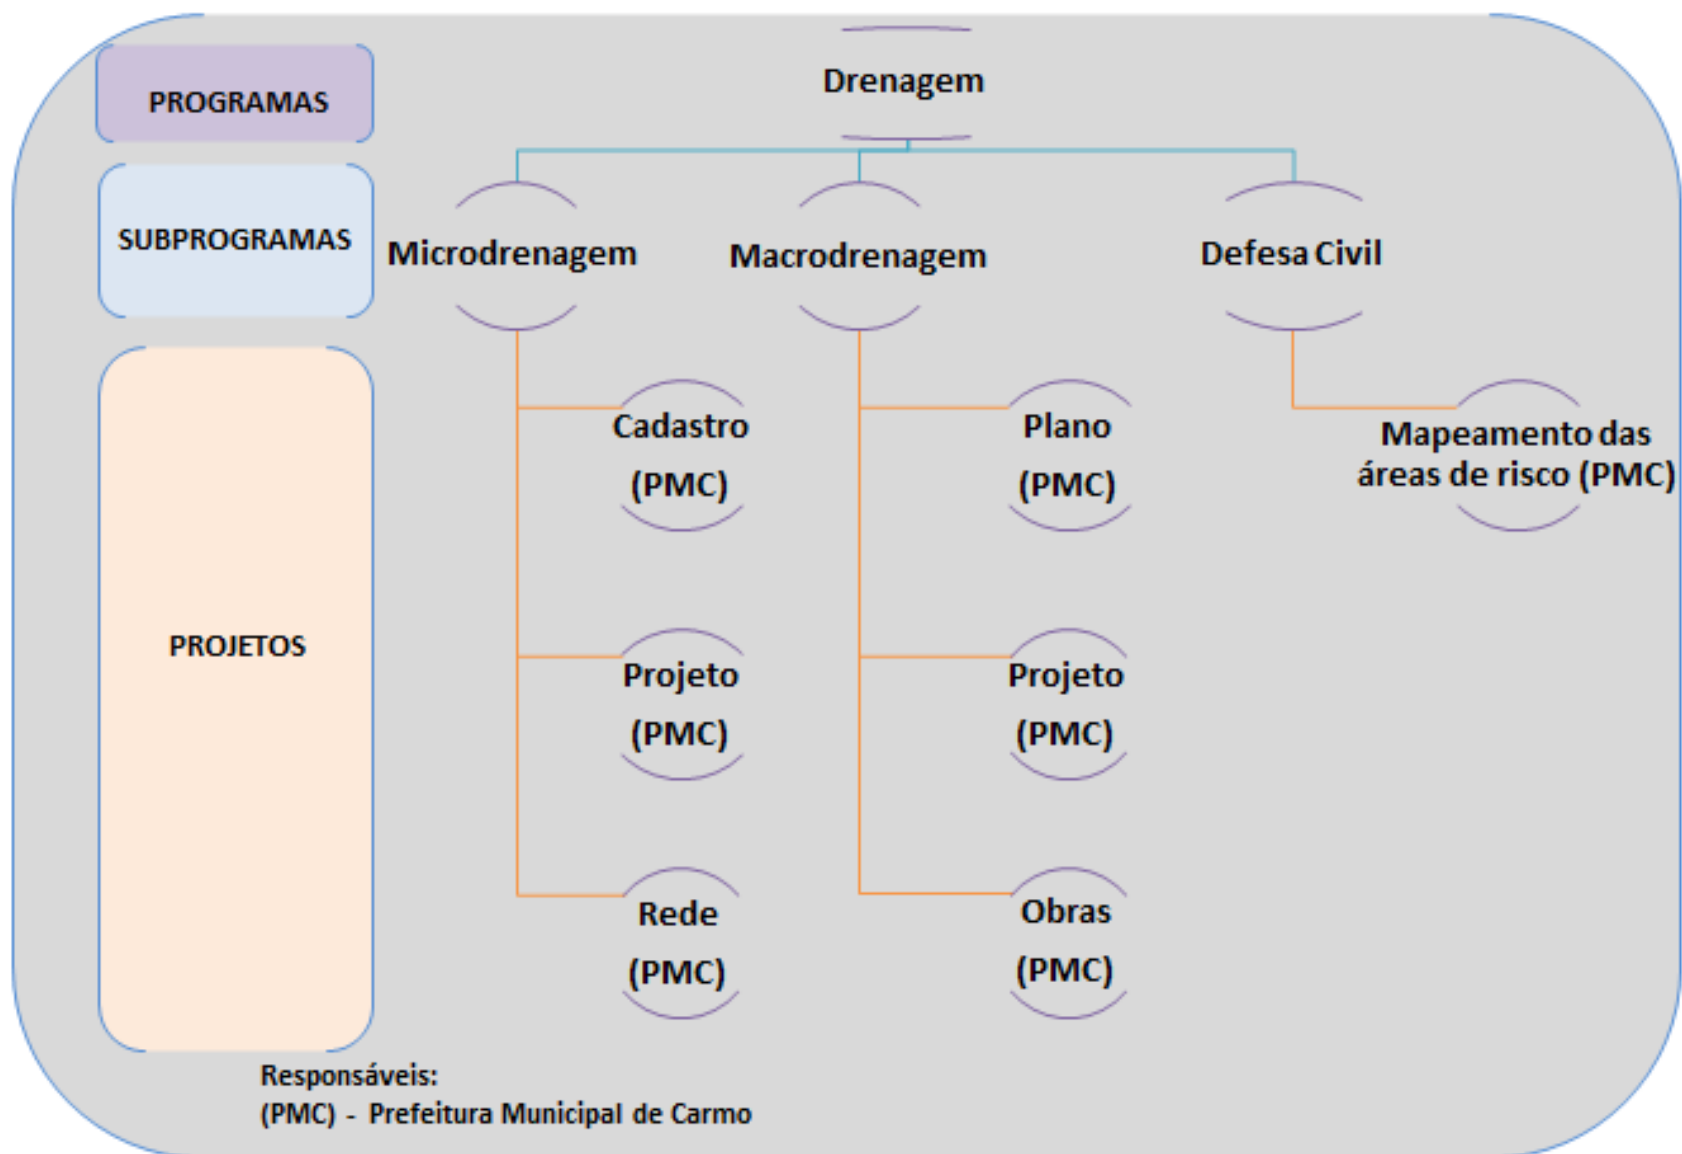 PROGRAMAS
Drenagem
SUBPROGRAMAS
Microdrenagem
Macrodrenagem
Defesa Civil
PROJETOS
Cadastro
(PMC)
Projeto
(PMC)
Rede
(PMC)
Plano
(PMC)
Projeto
(PMC)
Obras
(PMC)
Mapeamento das
áreas de risco (PMC)
Responsáveis:
(PMC) - Prefeitura Municipal de Carmo